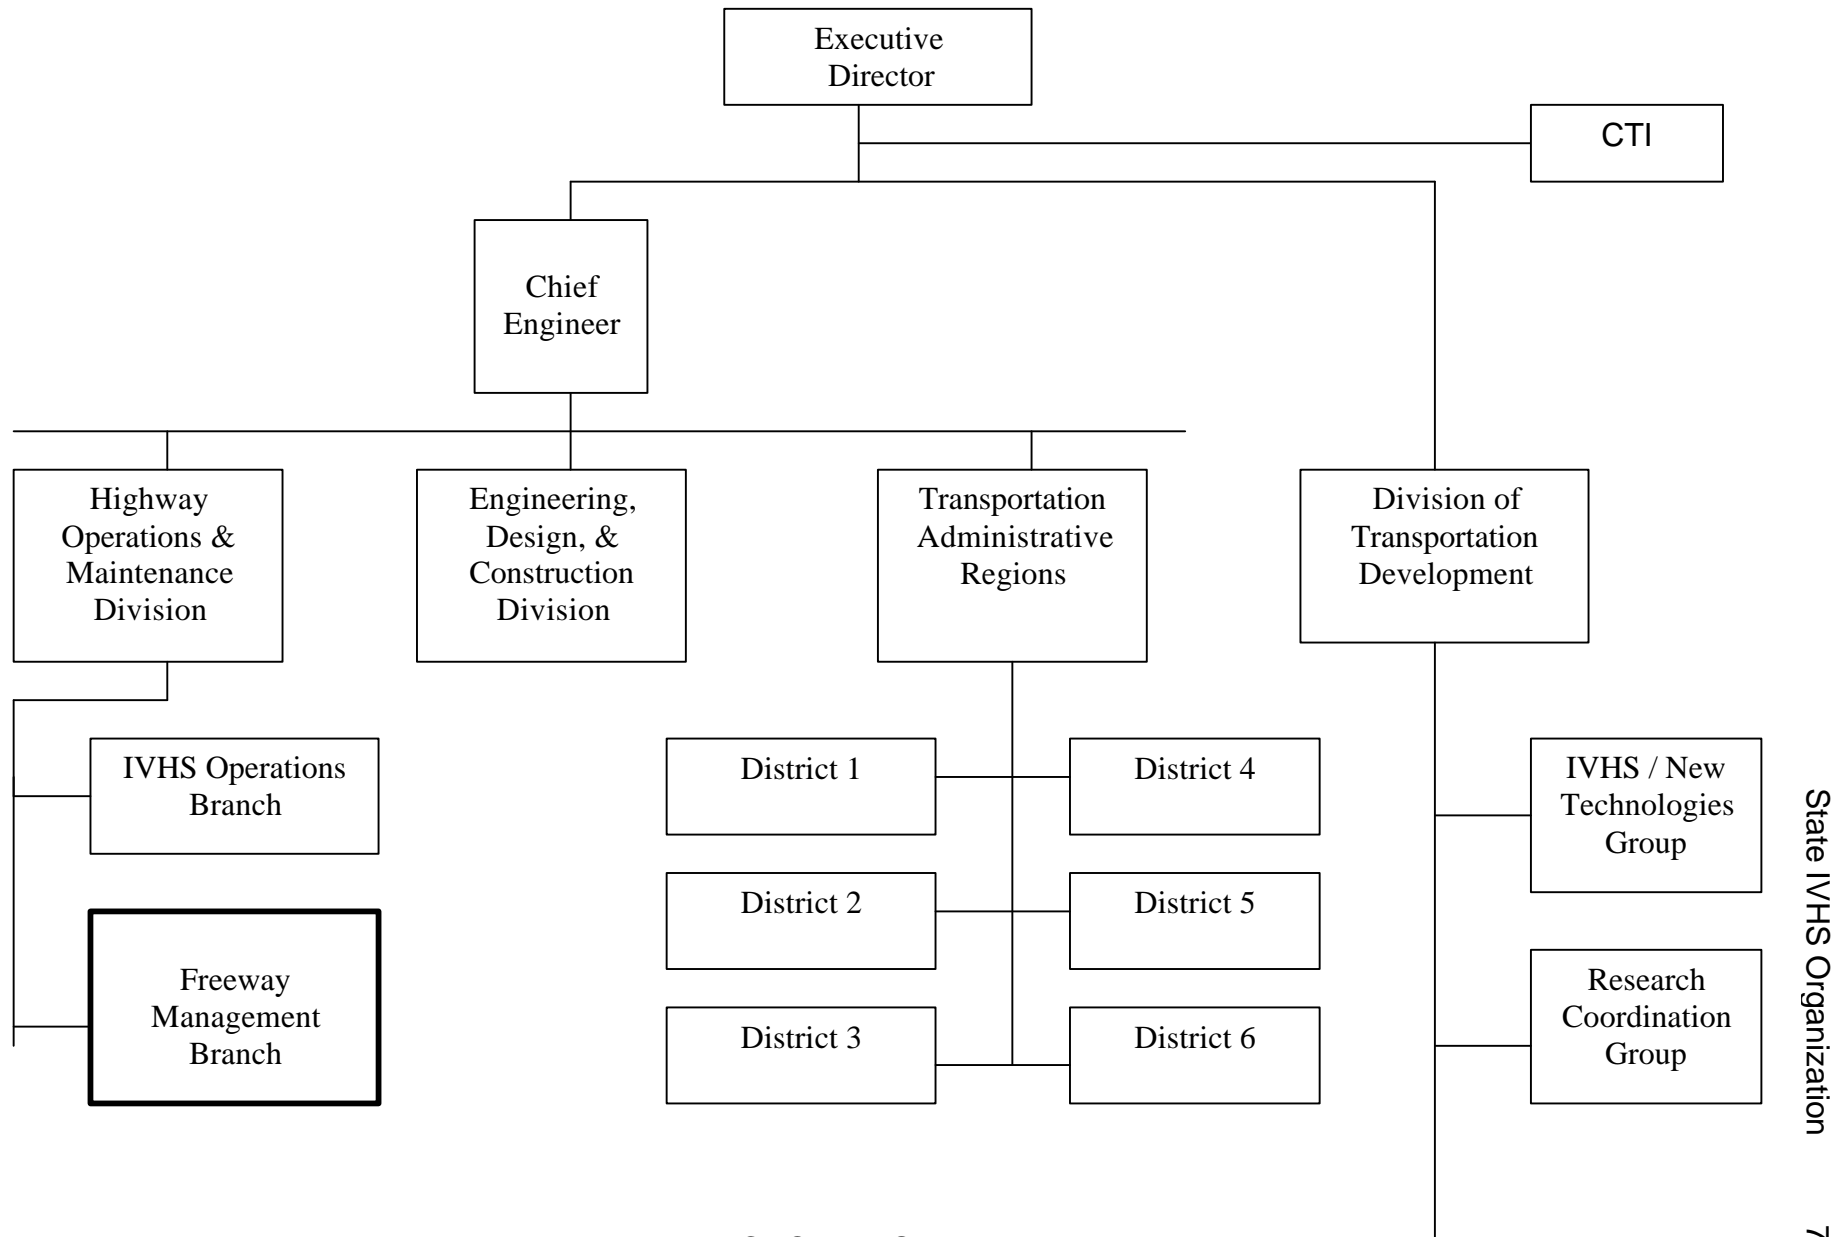 Executive
Director
CTI
Chief
Engineer
Highway
Operations &
Maintenance
Division
Engineering,
Design, &
Construction
Division
Transportation
Administrative
Regions
Division of
Transportation
Development
IVHS Operations
Branch
District 1
District 4
IVHS / New
Technologies
Group
District 2
District 5
Freeway
Management
Branch
District 3
District 6
Research
Coordination
Group
State IVHS Organization